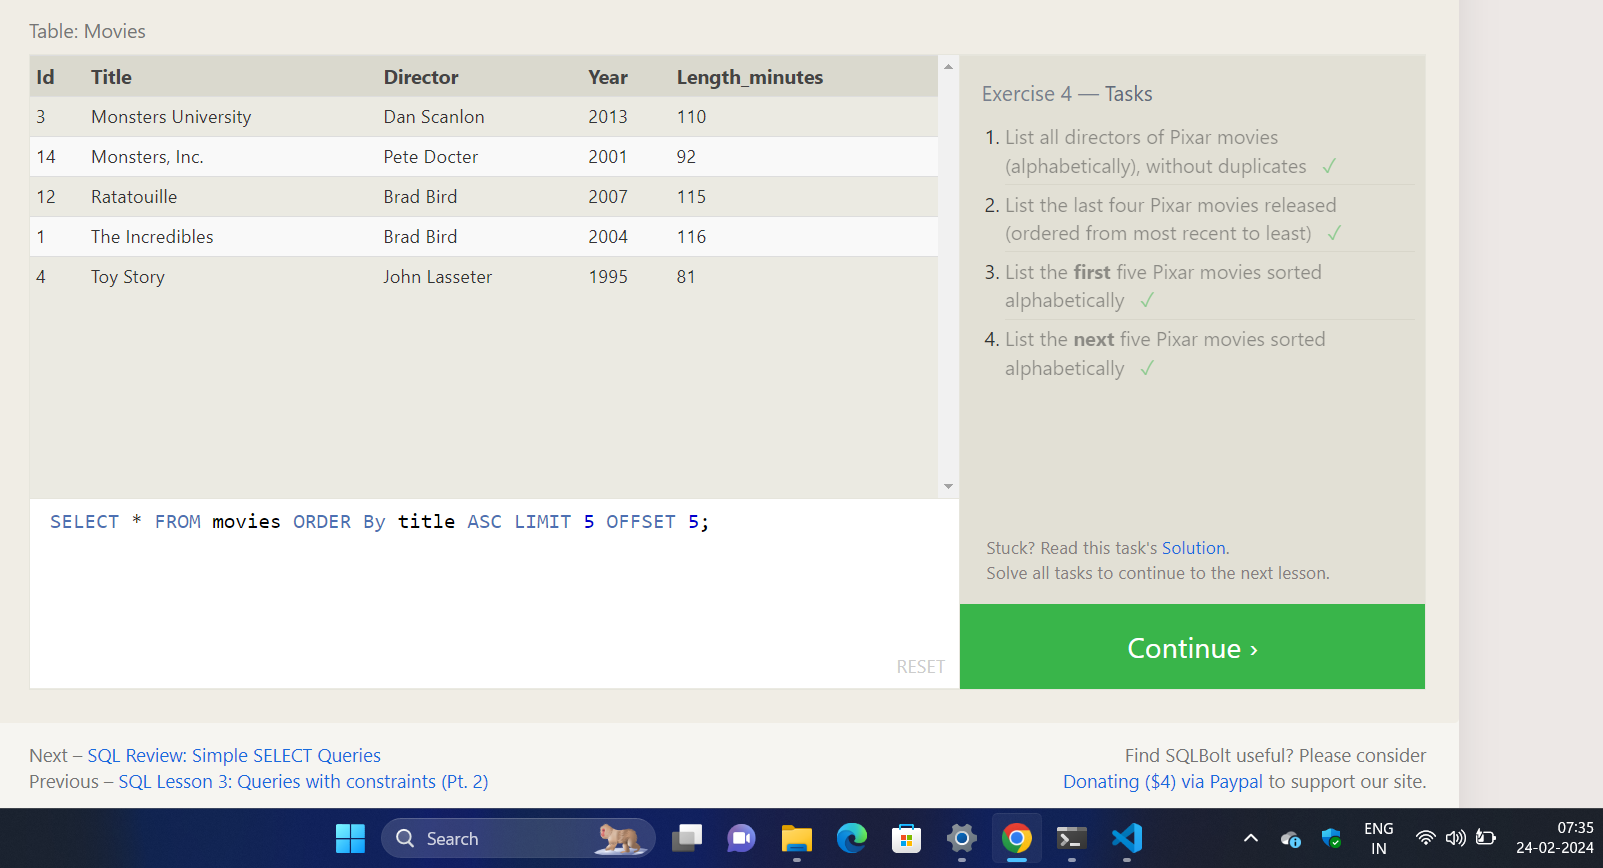 Table: Movies
Id Title Director Year Length_minutes
3 Monsters University Dan Scanlon 2013 110
14 Monsters, Inc. Pete Docter 2001 92
12 Ratatouille Brad Bird 2007 115
1 The Incredibles Brad Bird 2004 116
4 Toy Story John Lasseter 1995 81
SELECT * FROM movies ORDER By title ASC LIMIT 5 OFFSET 5;
RESET
Exercise 4 — Tasks
1. List all directors of Pixar movies
(alphabetically), without duplicates ✓
2. List the last four Pixar movies released
(ordered from most recent to least) ✓
3. List the first five Pixar movies sorted
alphabetically ✓
4. List the next five Pixar movies sorted
alphabetically ✓
Stuck? Read this task's Solution.
Solve all tasks to continue to the next lesson.
Continue ›
Next – SQL Review: Simple SELECT Queries
Previous – SQL Lesson 3: Queries with constraints (Pt. 2)
Find SQLBolt useful? Please consider
Donating ($4) via Paypal to support our site.
Search
ENG
IN
07:35
24-02-2024